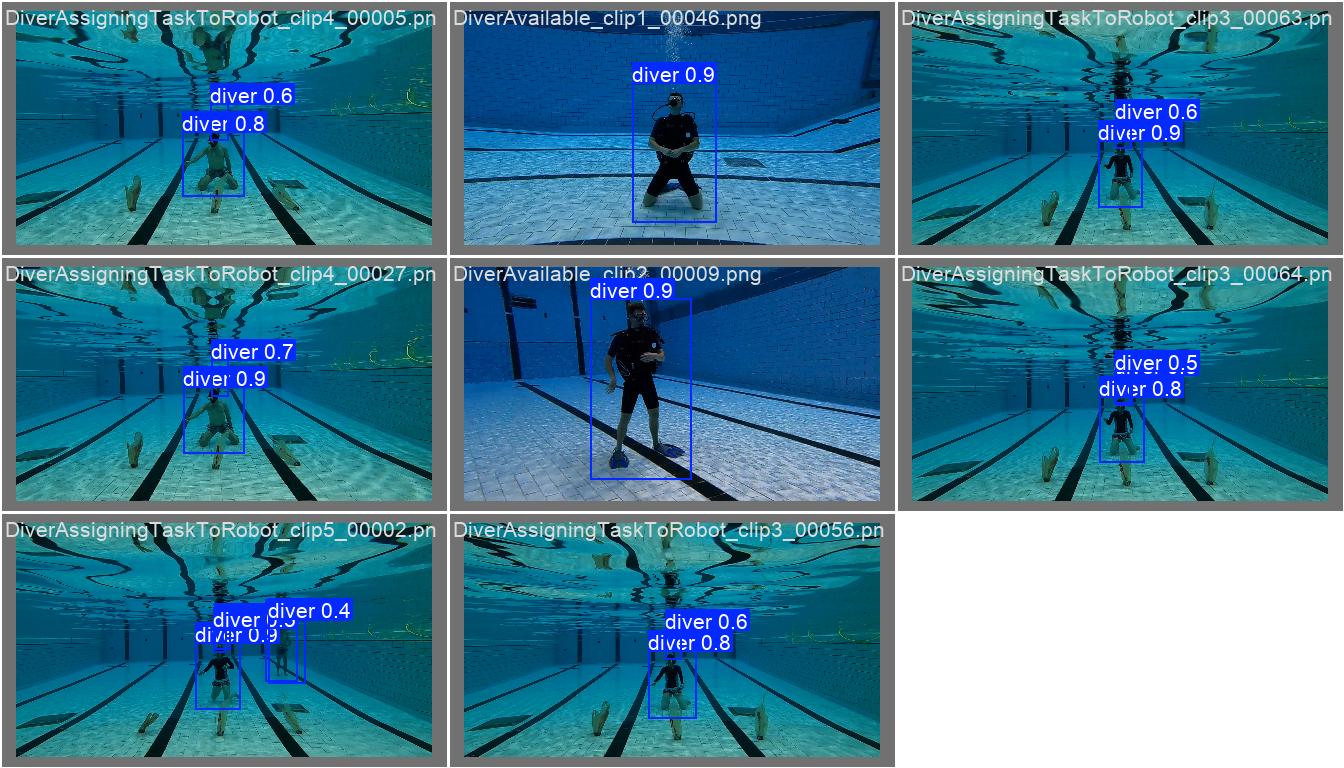 DiverAssigningTaskToRobot_clip4_00005.pn
diver 0.6
diver 0.8
DiverAvailable_clip1_00046.png
diver 0.9
DiverAssigningTaskToRobot_clip3_00063.pn
diver 0.6
diver 0.9
DiverAssigningTaskToRobot_clip4_00027.pn
diver 0.7
diver 0.9
DiverAvailable_clip2_00009.png
diver 0.9
DiverAssigningTaskToRobot_clip3_00064.pn
diver 0.5
diver 0.8
DiverAssigningTaskToRobot_clip5_00002.pn
diver 0.4
diver
diver 0.9
DiverAssigningTaskToRobot_clip3_00056.pn
diver 0.6
diver 0.8